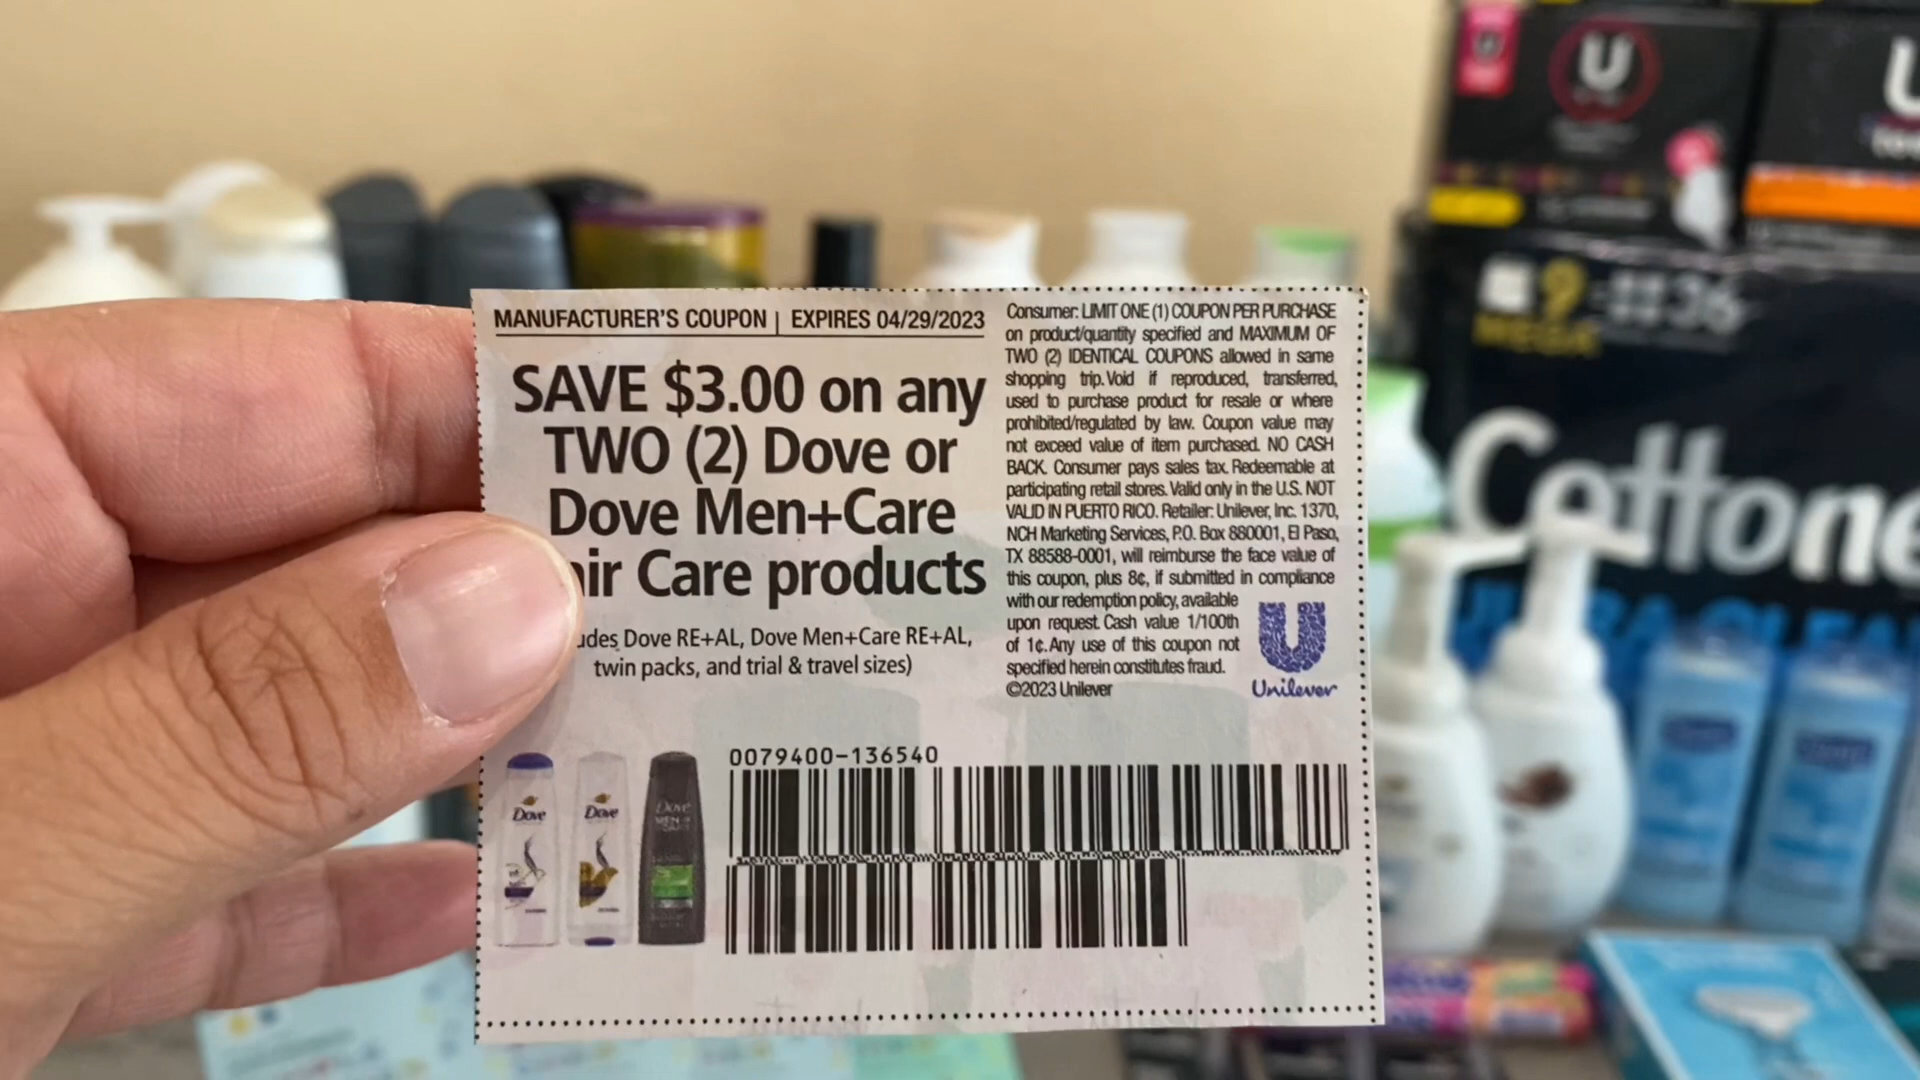 MANUFACTURER'S COUPON | EXPIRES 04/29/2023
SAVE $3.00 on any
TWO (2) Dove or
Dove Men+Care
air Care products
udes Dove RE+AL, Dove Men+Care RE+AL,
twin packs, and trial & travel sizes)
Consumer: LIMIT ONE (1) COUPON PER PURCHASE
on product/quantity specified and MAXIMUM OF
TWO (2) IDENTICAL COUPONS allowed in same
shopping trip. Void if reproduced, transferred,
used to purchase product for resale or where
prohibited/regulated by law. Coupon value may
not exceed value of item purchased. NO CASH
BACK. Consumer pays sales tax. Redeemable at
participating retail stores. Valid only in the U.S. NOT
VALID IN PUERTO RICO. Retailer: Unilever, Inc. 1370,
NCH Marketing Services, P.O. Box 880001, El Paso,
TX 88588-0001, will reimburse the face value of
this coupon, plus 8¢, if submitted in compliance
with our redemption policy, available
upon request. Cash value 1/100th
of 1¢. Any use of this coupon not
specified herein constitutes fraud.
©2023 Unilever
Unilever
0079400-136540
Dove
Dove
Dove
MEN+
CARE
U
9
36
MEGA
Cottone